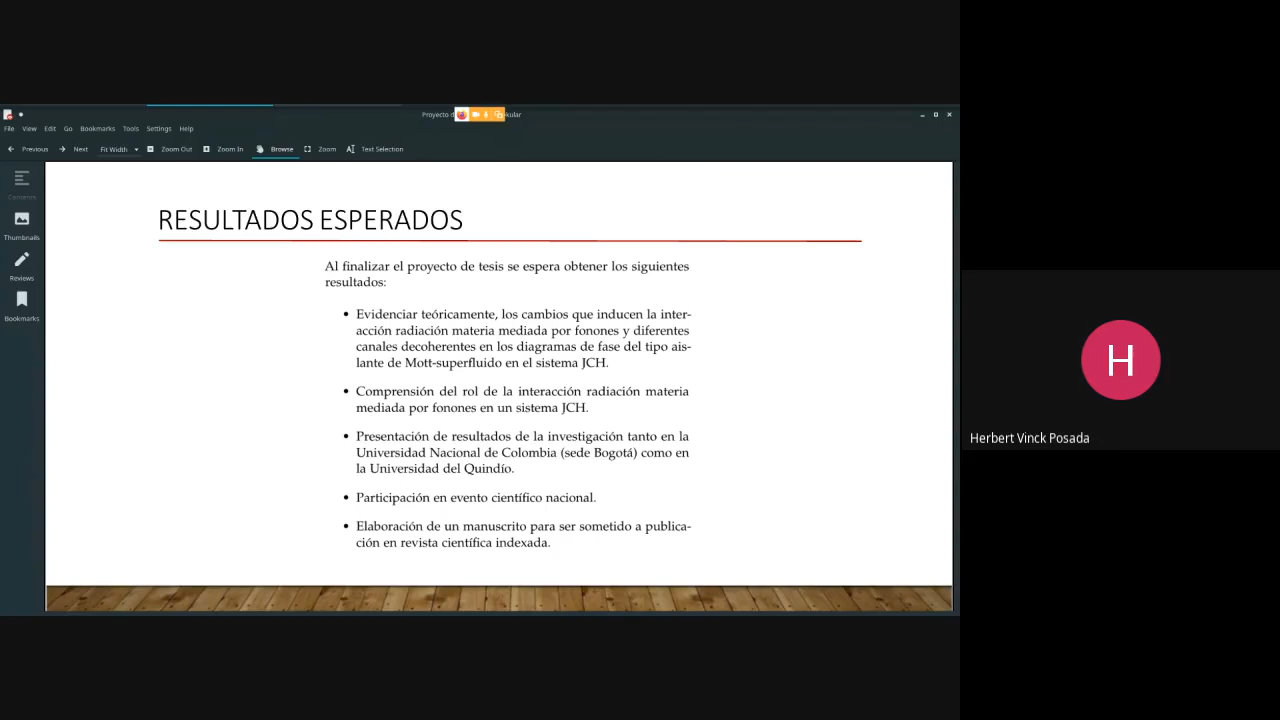 Proyecto d
kular
File View Edit Go Bookmarks Tools Settings Help
Previous Next Fit Width Zoom Out Zoom In Browse Zoom Text Selection
Thumbnails
Reviews
Bookmarks
RESULTADOS ESPERADOS
Al finalizar el proyecto de tesis se espera obtener los siguientes
resultados:
• Evidenciar teóricamente, los cambios que inducen la inter-
acción radiación materia mediada por fonones y diferentes
canales decoherentes en los diagramas de fase del tipo ais-
lante de Mott-superfluido en el sistema JCH.
• Comprensión del rol de la interacción radiación materia
mediada por fonones en un sistema JCH.
• Presentación de resultados de la investigación tanto en la
Universidad Nacional de Colombia (sede Bogotá) como en
la Universidad del Quindío.
• Participación en evento científico nacional.
• Elaboración de un manuscrito para ser sometido a publica-
ción en revista científica indexada.
H
Herbert Vinck Posada